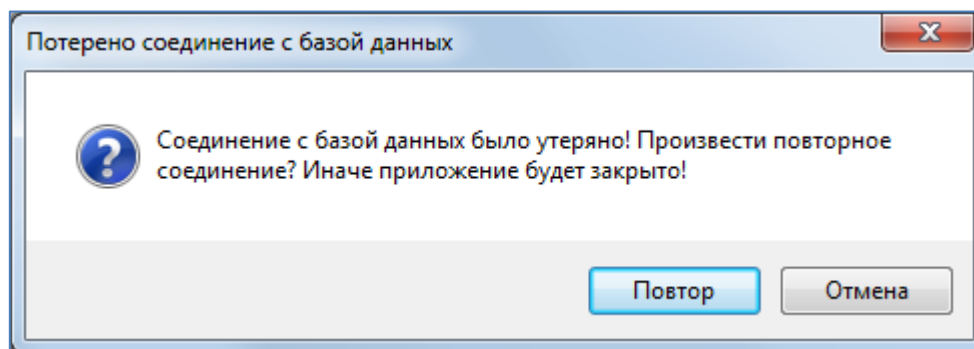 Потерено соединение с базой данных
Соединение с базой данных было утеряно! Произвести повторное
соединение? Иначе приложение будет закрыто!
Повтор
Отмена